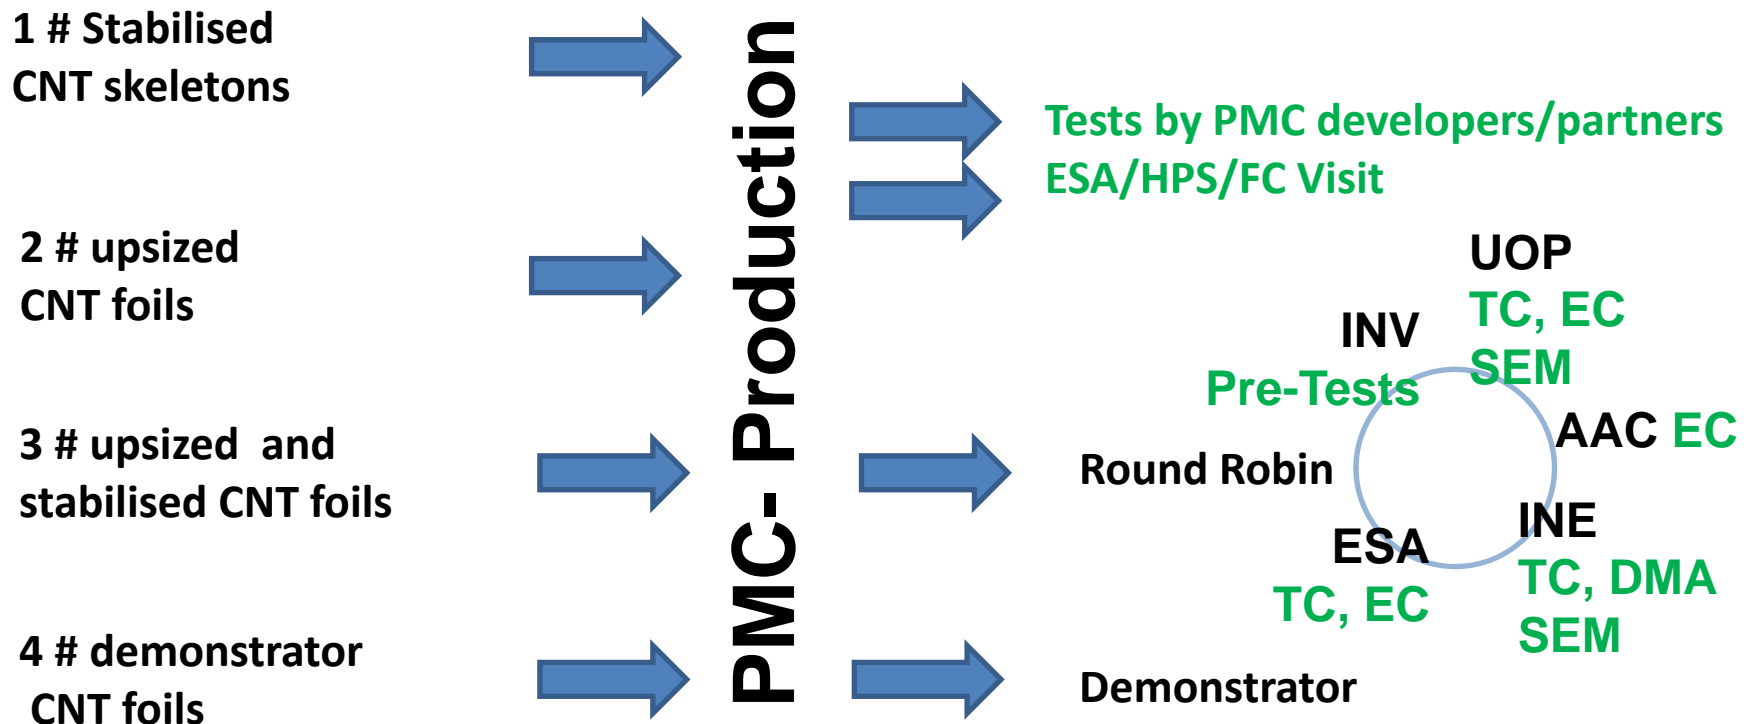 1 # Stabilised
CNT skeletons
2 # upsized
CNT foils
3 # upsized  and
stabilised CNT foils
4 # demonstrator
CNT foils
PMC- Production
Tests by PMC developers/partners
ESA/HPS/FC Visit
UOP
TC, EC
SEM
INV
Pre-Tests
AAC EC
Round Robin
INE
TC, DMA
SEM
ESA
TC, EC
Demonstrator